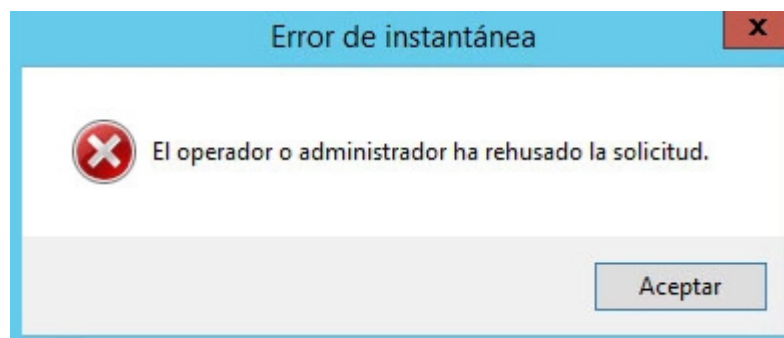 Error de instantánea
x
El operador o administrador ha rehusado la solicitud.
Aceptar